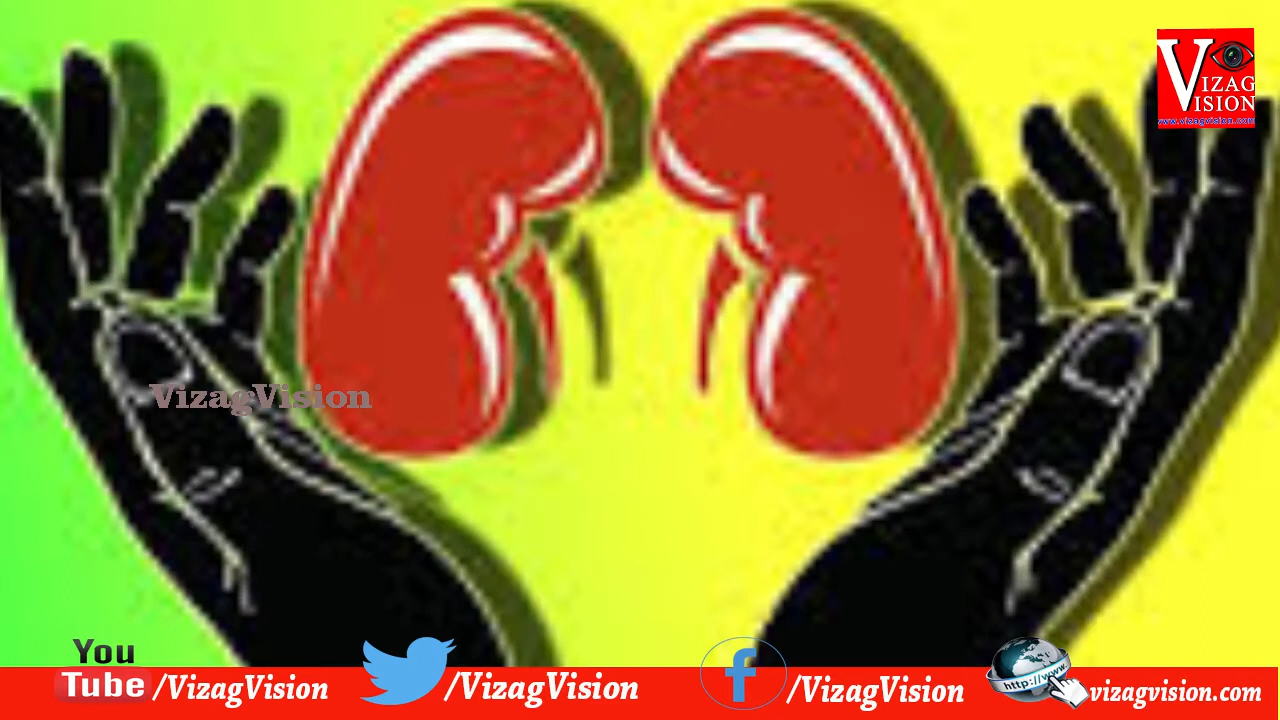 VIZAG
VISION
www.vizagvision.com
VizagVision
You
Tube /VizagVision
/VizagVision
f /VizagVision
http://www.
vizagvision.com